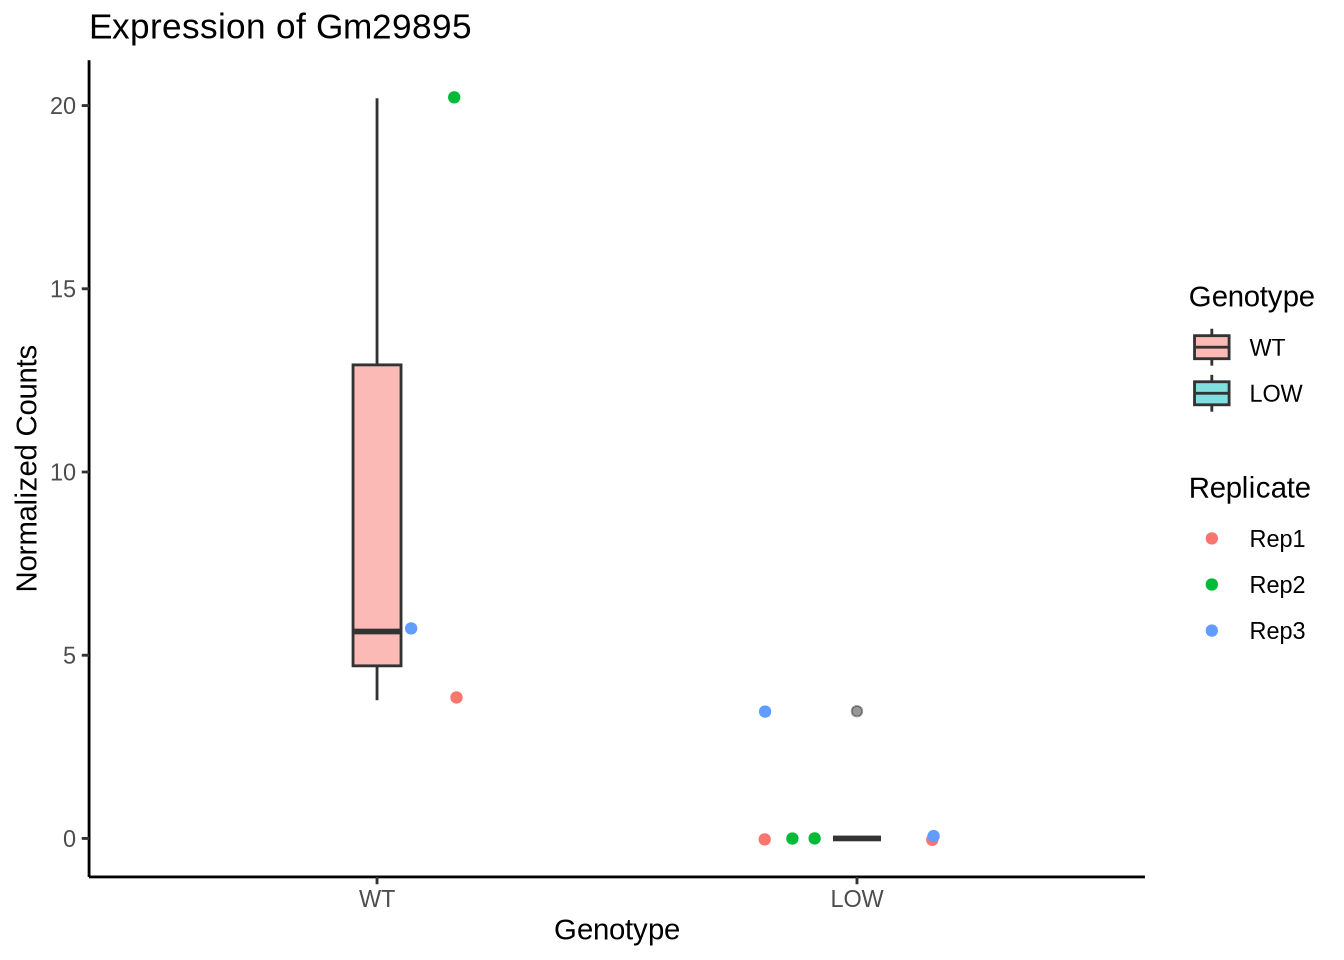 Expression of Gm29895
Normalized Counts
20
15
10
5
0
WT
LOW
Genotype
Genotype
WT
LOW
Replicate
Rep1
Rep2
Rep3